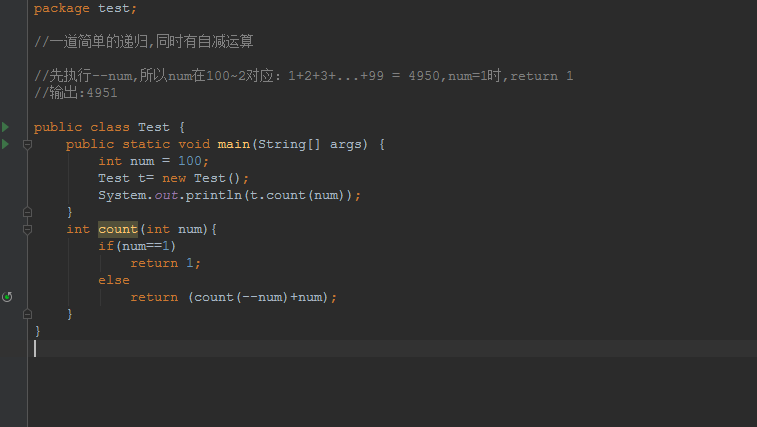 package test;
//一道简单的递归,同时有自减运算
//先执行--num,所以num在100~2对应: 1+2+3+...+99 = 4950,num=1时,return 1
//输出:4951
public class Test {
public static void main(String[] args) {
int num = 100;
Test t= new Test();
System.out.println(t.count(num));
}
int count(int num){
if(num==1)
return 1;
else
return (count(--num)+num);
}
}